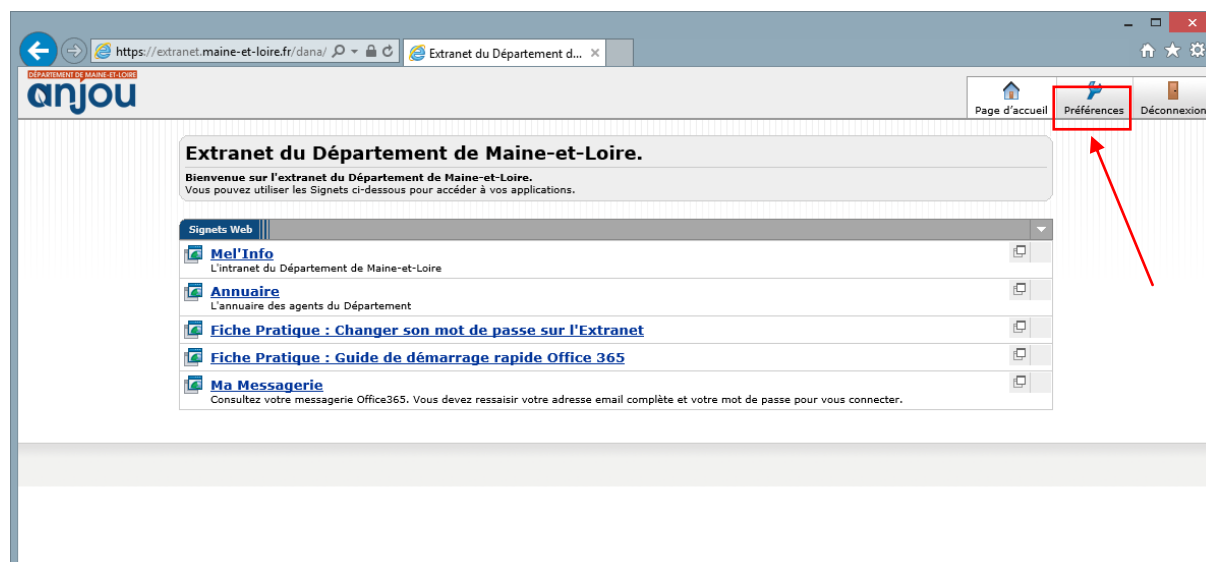 https://extranet.maine-et-loire.fr/dana/
Extranet du Département d...
DÉPARTEMENT DE MAINE-ET-LOIRE
anjou
Page d'accueil
Préférences
Déconnexion
Extranet du Département de Maine-et-Loire.
Bienvenue sur l'extranet du Département de Maine-et-Loire.
Vous pouvez utiliser les Signets ci-dessous pour accéder à vos applications.
Signets Web
Mel'Info
L'intranet du Département de Maine-et-Loire
Annuaire
L'annuaire des agents du Département
Fiche Pratique : Changer son mot de passe sur l'Extranet
Fiche Pratique : Guide de démarrage rapide Office 365
Ma Messagerie
Consultez votre messagerie Office365. Vous devez ressaisir votre adresse email complète et votre mot de passe pour vous connecter.